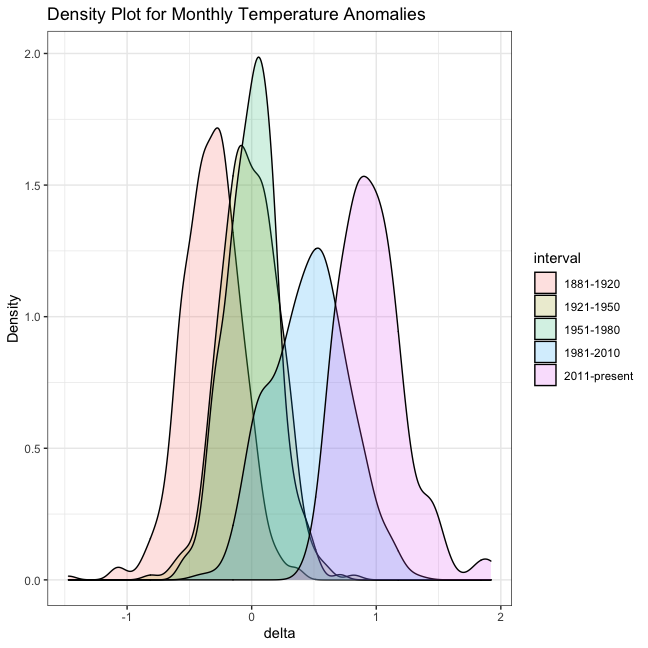 Density Plot for Monthly Temperature Anomalies
2.0
1.5
1.0
0.5
0.0
Density
-1
0
1
2
delta
interval
1881-1920
1921-1950
1951-1980
1981-2010
2011-present